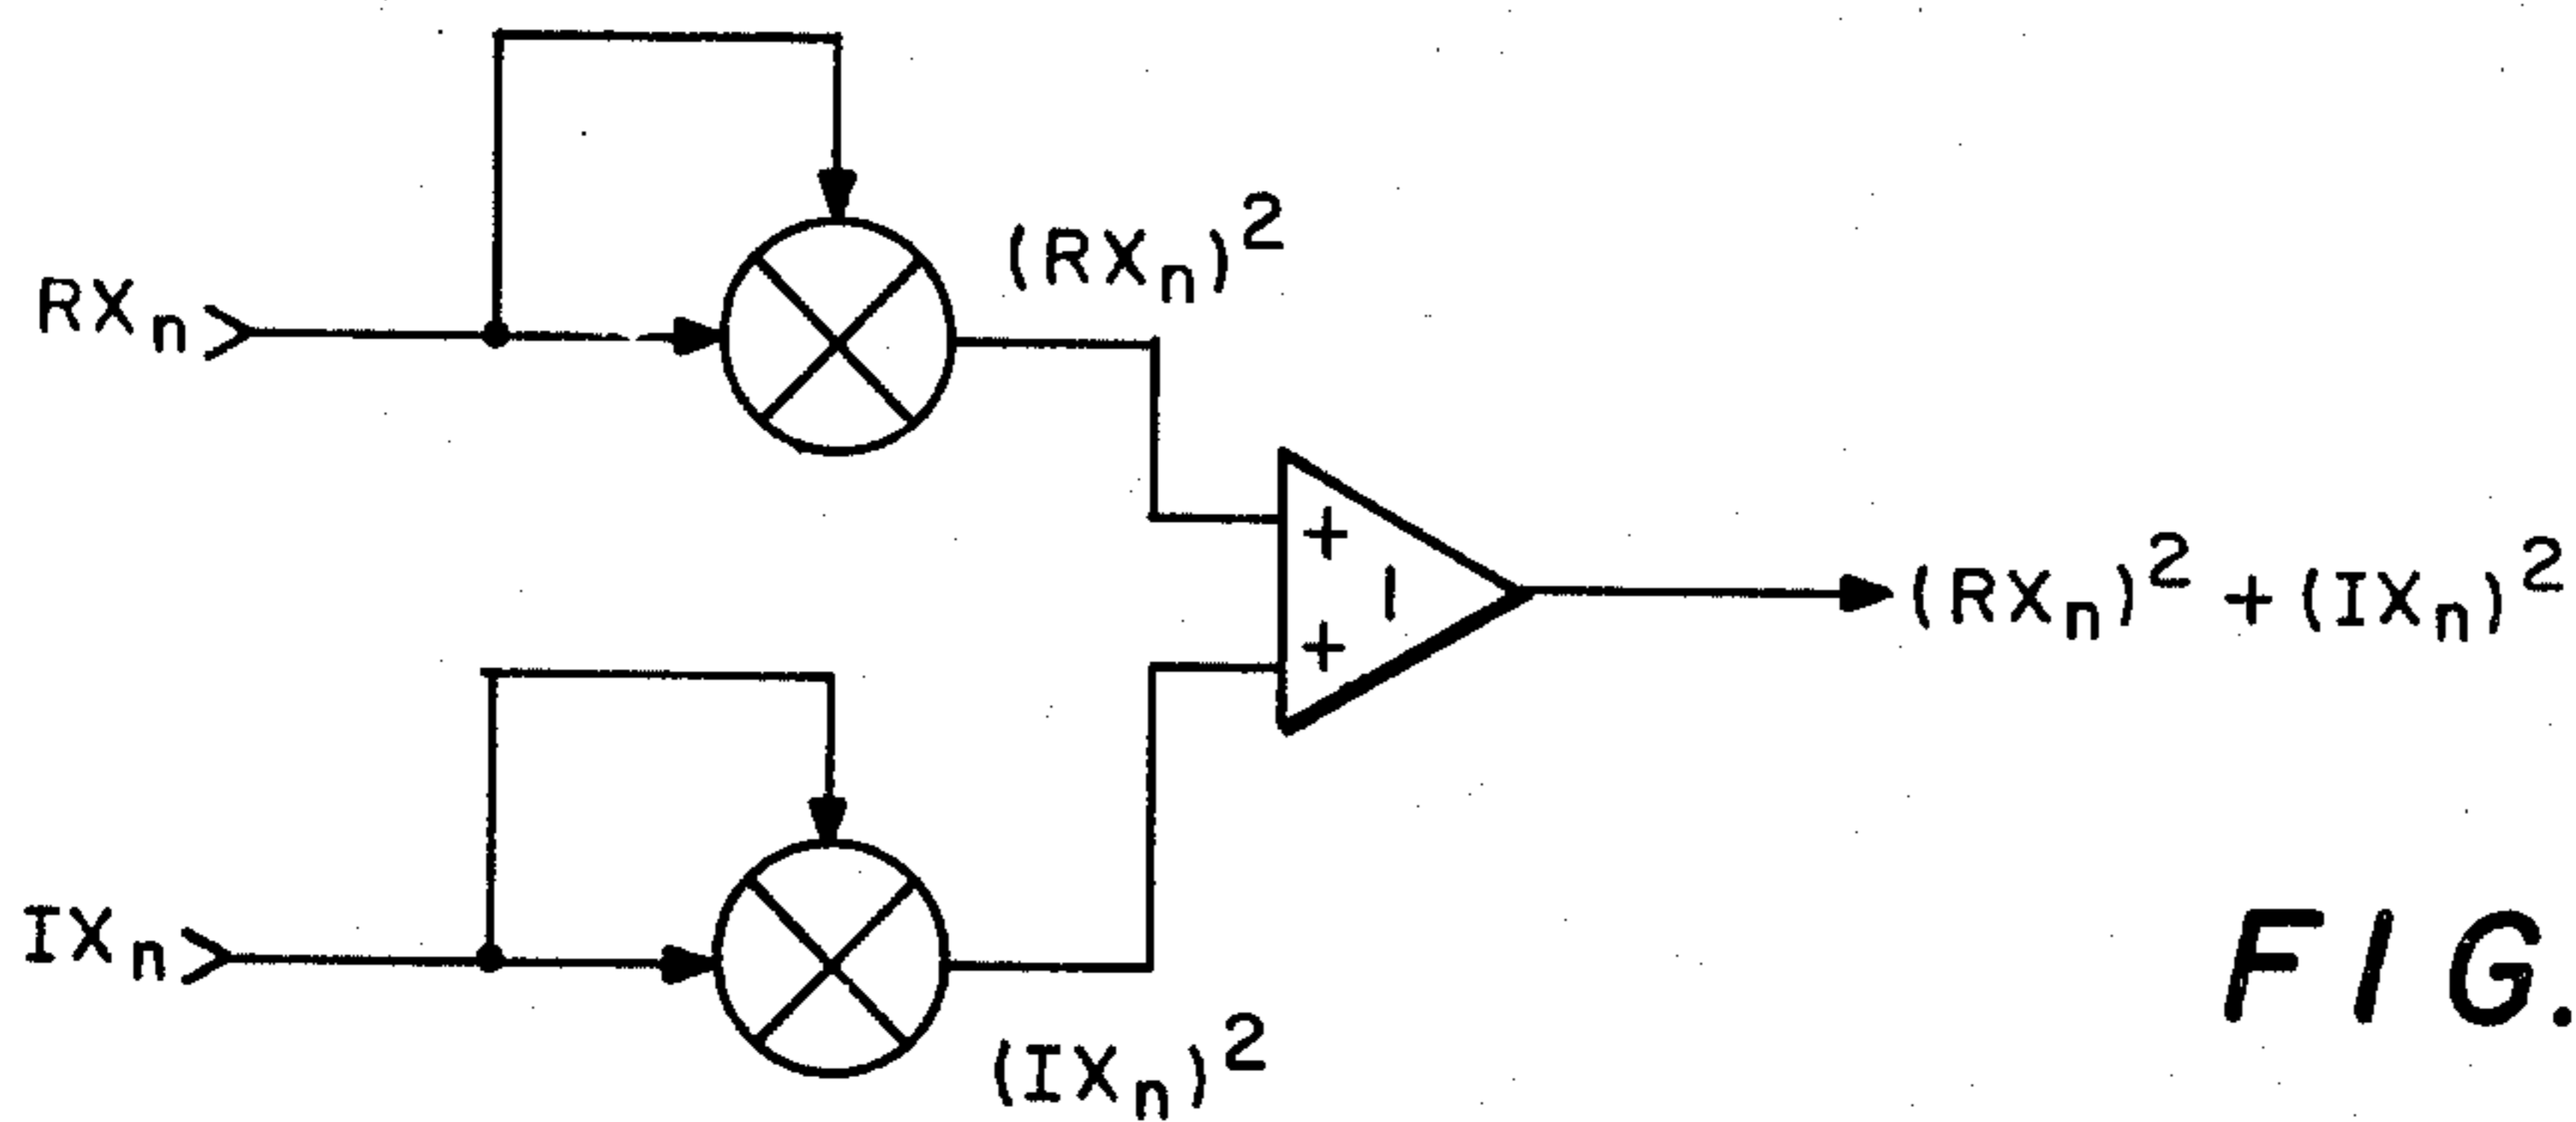 (RXₙ)²
RXₙ
+
1
+
(RXₙ)² + (IXₙ)²
IXₙ
(IXₙ)²
FIG.